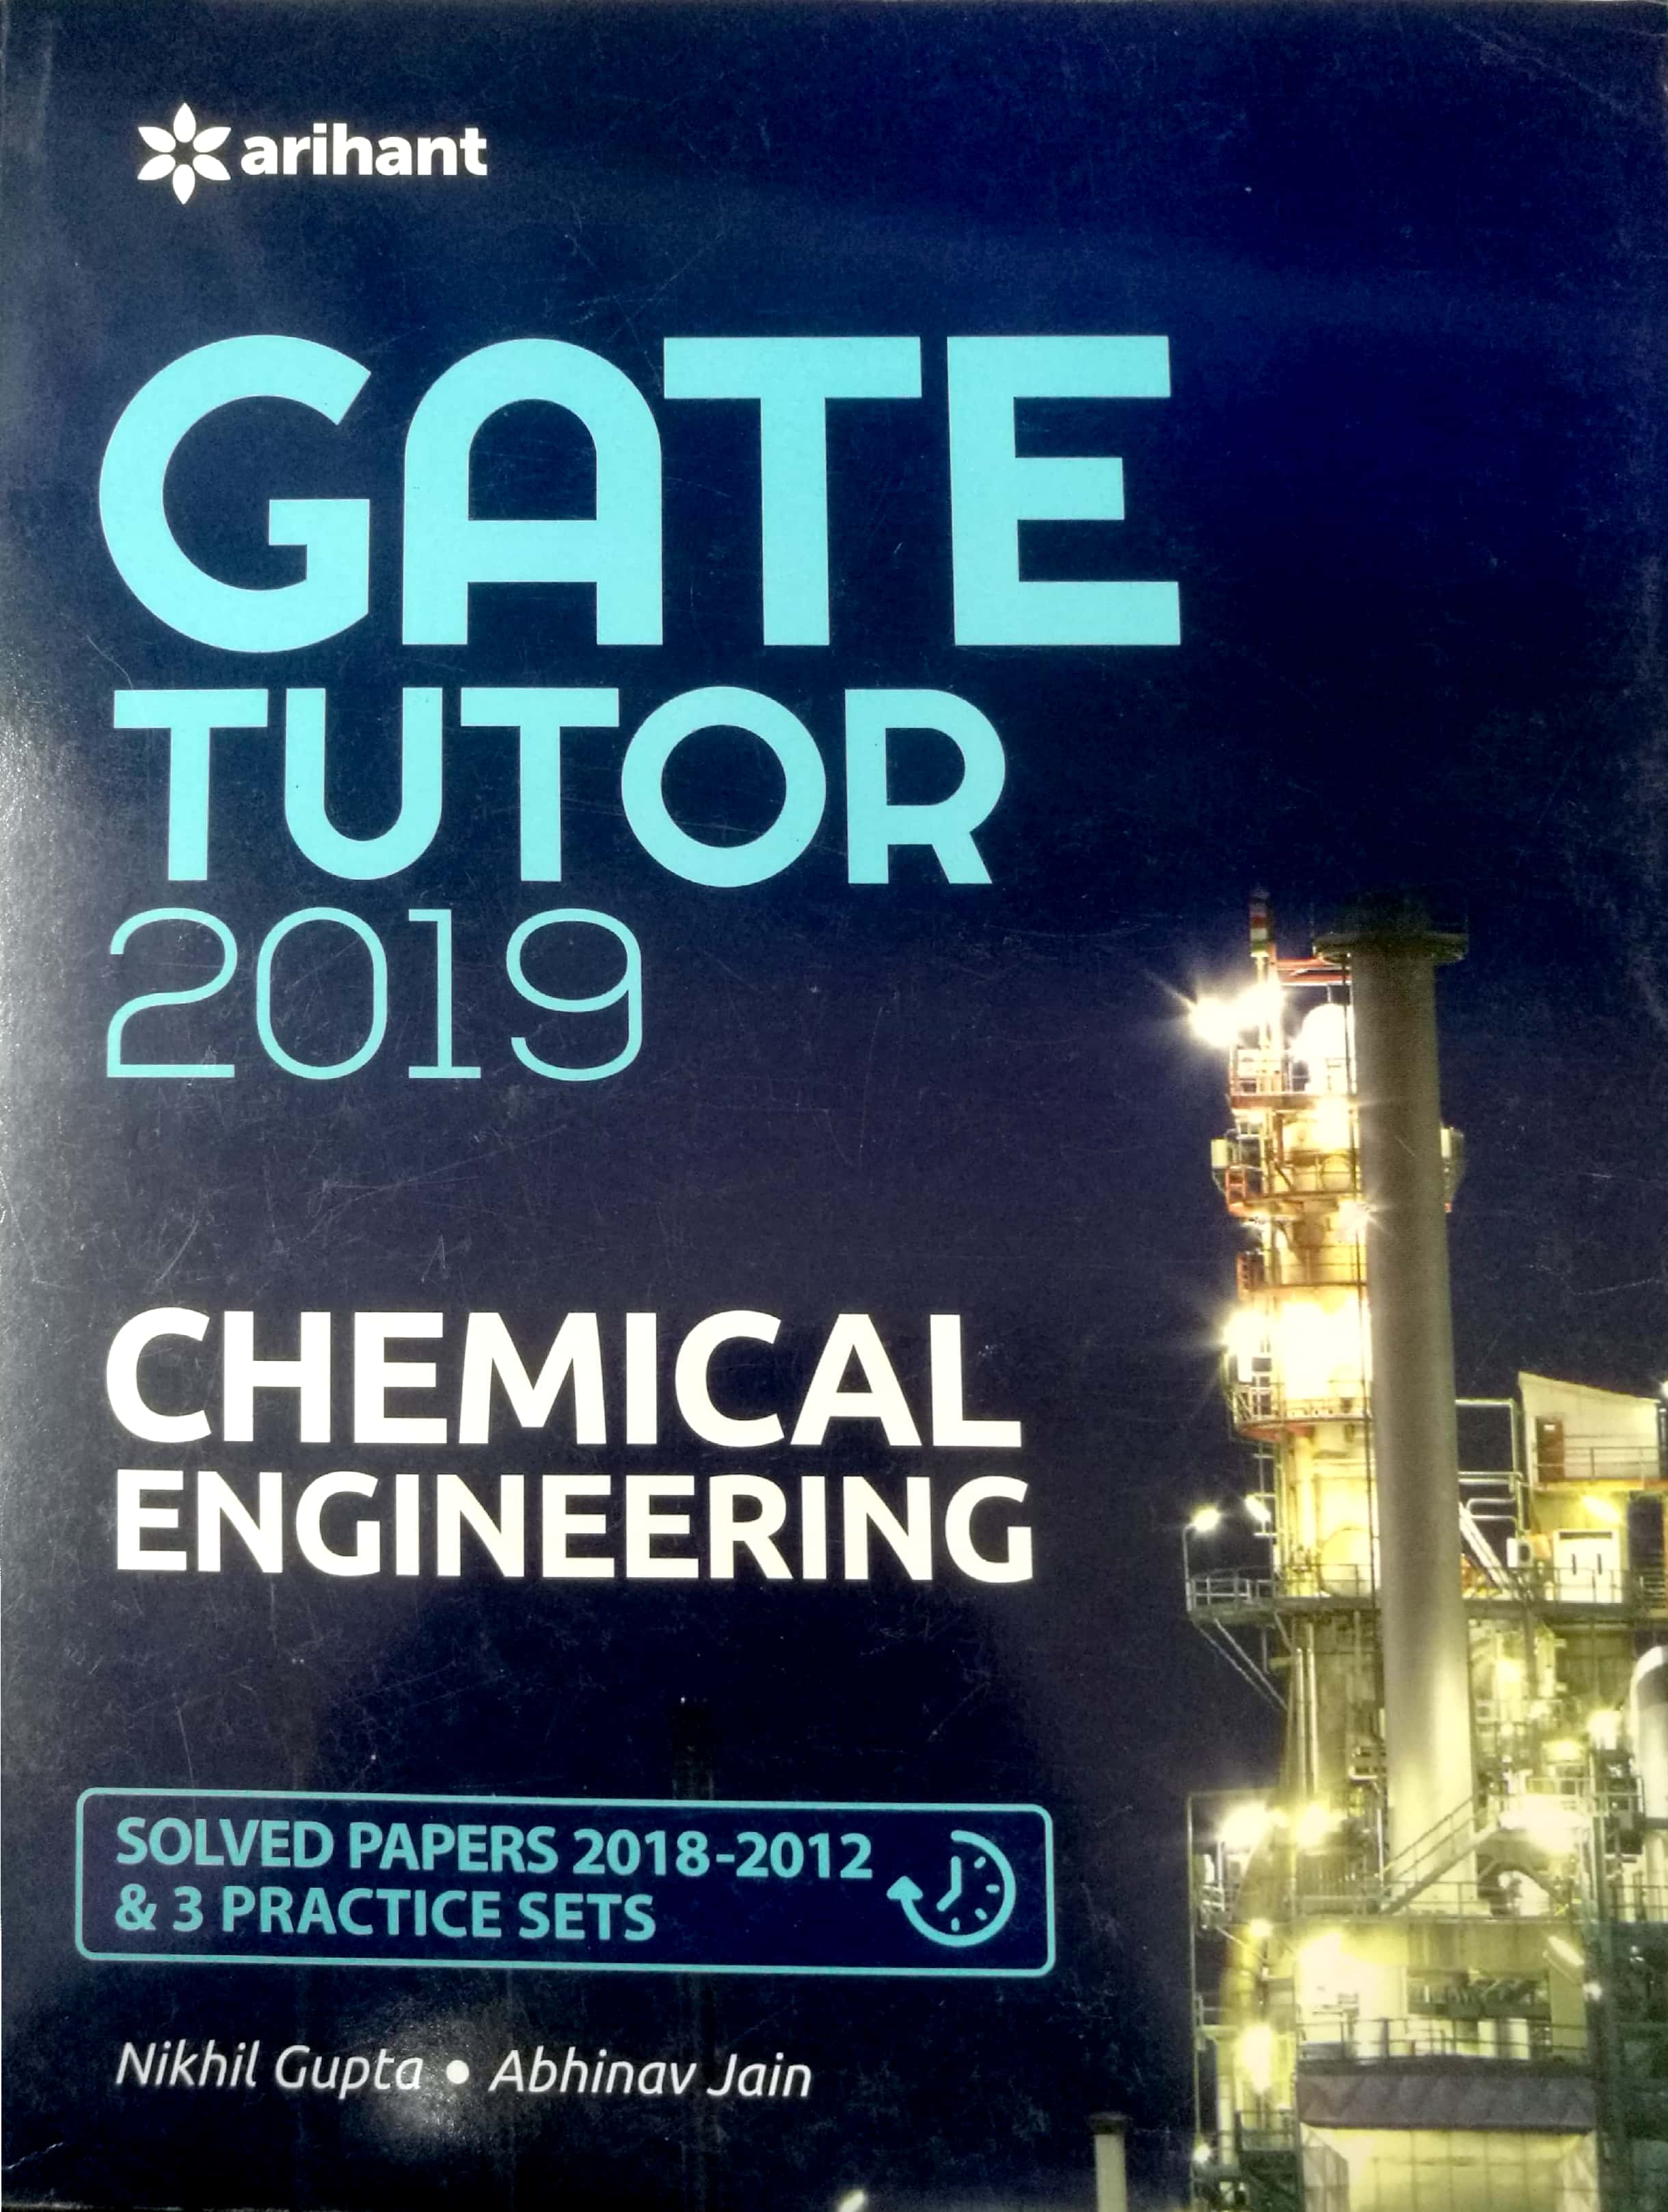 arihant
GATE
TUTOR
2019
CHEMICAL
ENGINEERING
SOLVED PAPERS 2018-2012
& 3 PRACTICE SETS
Nikhil Gupta • Abhinav Jain